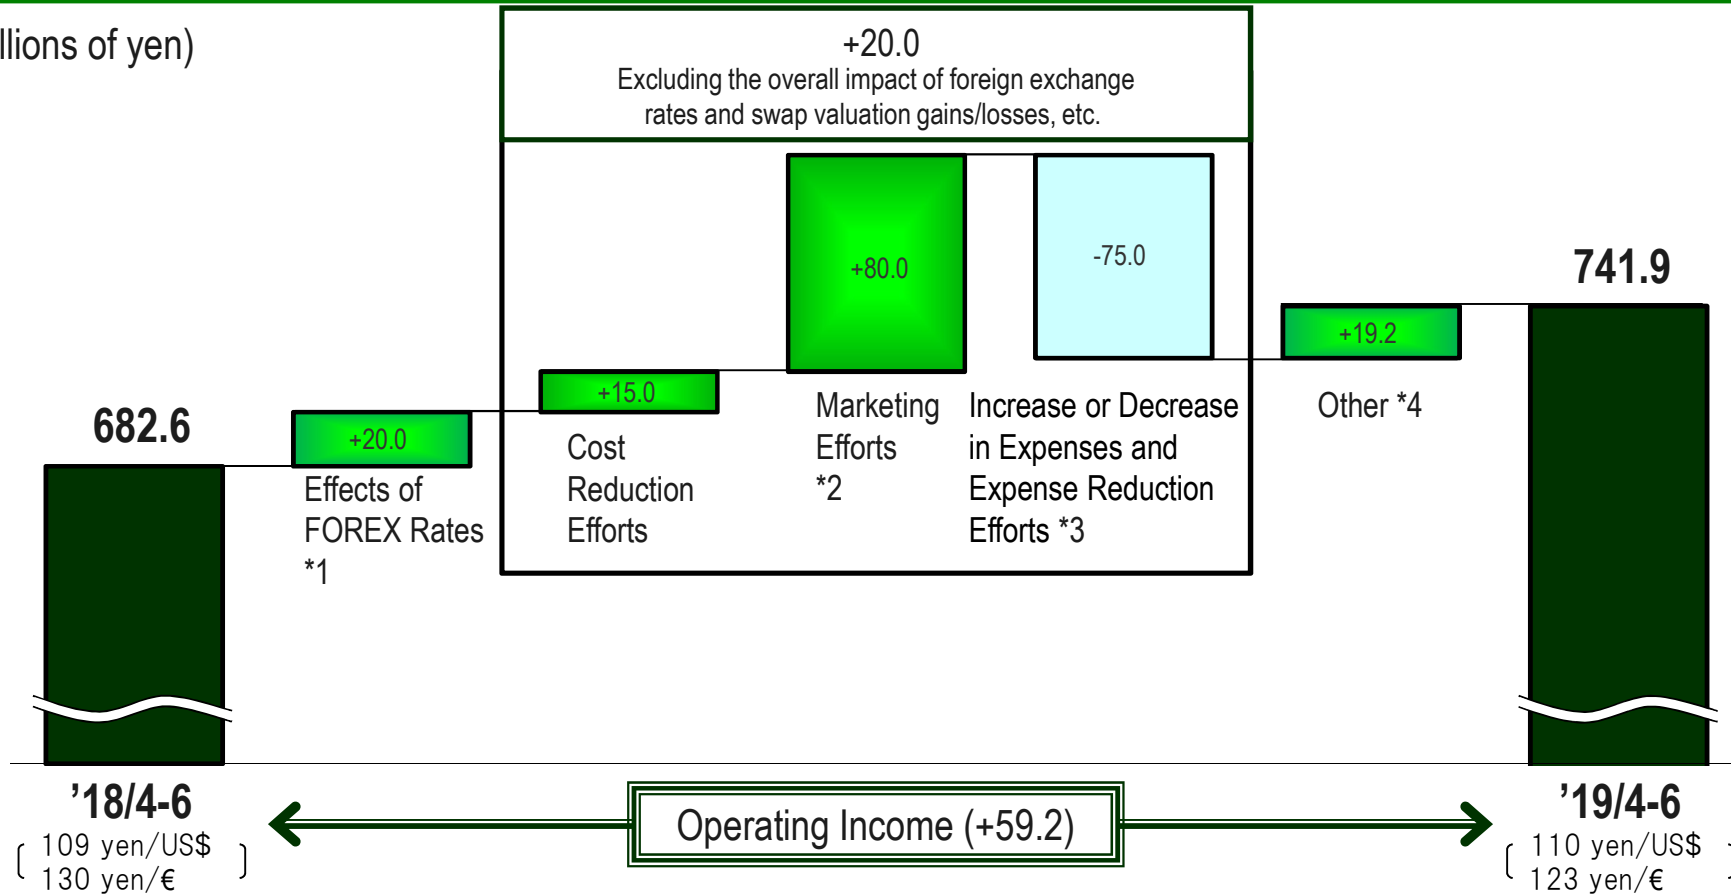 llions of yen)
+20.0
Excluding the overall impact of foreign exchange
rates and swap valuation gains/losses, etc.
682.6
+20.0
Effects of
FOREX Rates
*1
+15.0
Cost
Reduction
Efforts
+80.0
Marketing
Efforts
*2
-75.0
Increase or Decrease
in Expenses and
Expense Reduction
Efforts *3
+19.2
Other *4
741.9
’18/4-6
109 yen/US$
130 yen/€
Operating Income (+59.2)
’19/4-6
110 yen/US$
123 yen/€